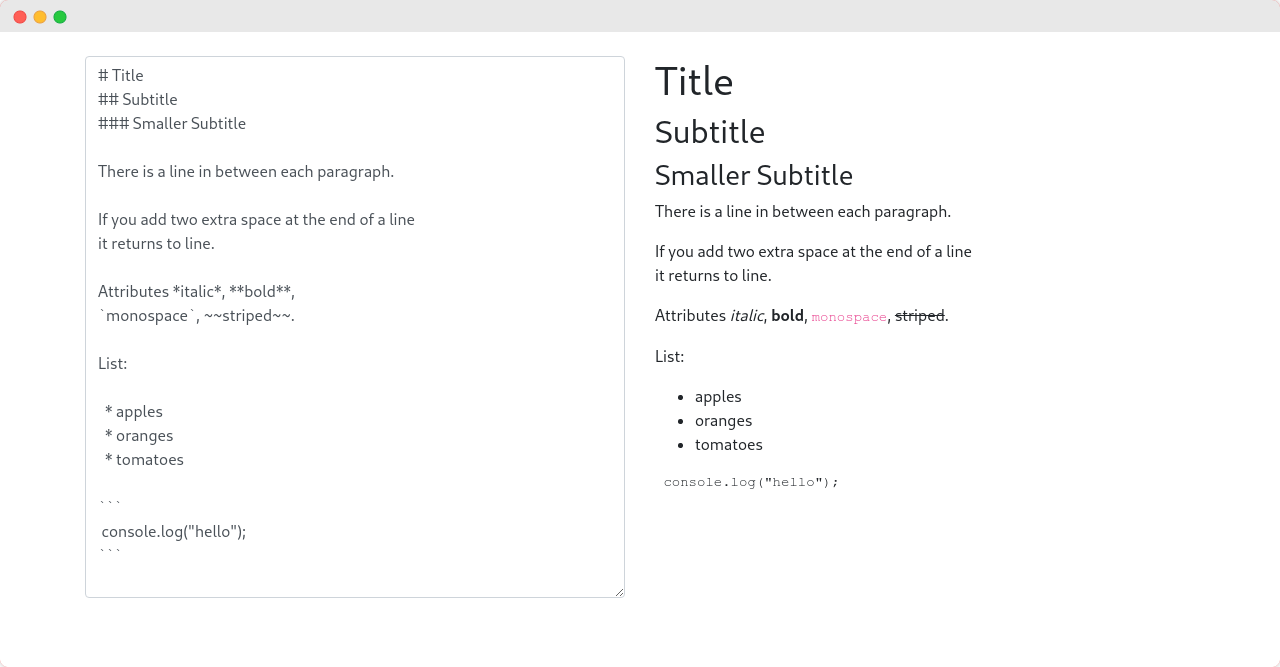 # Title
## Subtitle
### Smaller Subtitle
There is a line in between each paragraph.
If you add two extra space at the end of a line
it returns to line.
Attributes *italic*, **bold**,
`monospace`, ~~striped~~.
List:
* apples
* oranges
* tomatoes
```
console.log("hello");
```
Title
Subtitle
Smaller Subtitle
There is a line in between each paragraph.
If you add two extra space at the end of a line
it returns to line.
Attributes italic, bold, monospace, striped.
List:
• apples
• oranges
• tomatoes
console.log("hello");